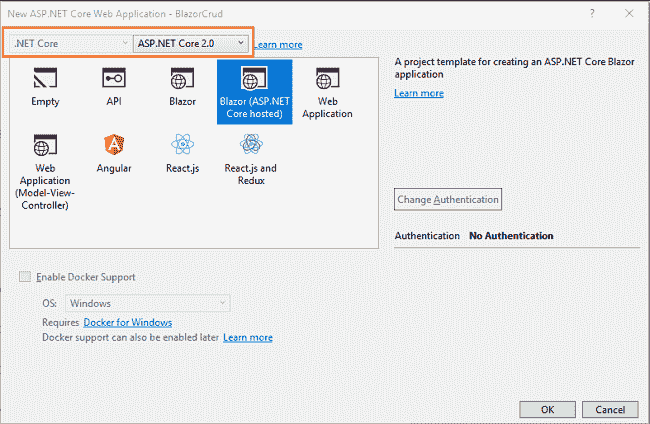 New ASP.NET Core Web Application - BlazorCrud
?
.NET Core
ASP.NET Core 2.0
Learn more
Empty
API
Blazor
Blazor (ASP.NET
Core hosted)
Web
Application
Web
Application
(Model-View-
Controller)
Angular
React.js
React.js and
Redux
A project template for creating an ASP.NET Core Blazor
application
Learn more
Change Authentication
Authentication No Authentication
Enable Docker Support
OS: Windows
Requires Docker for Windows
Docker support can also be enabled later Learn more
OK
Cancel